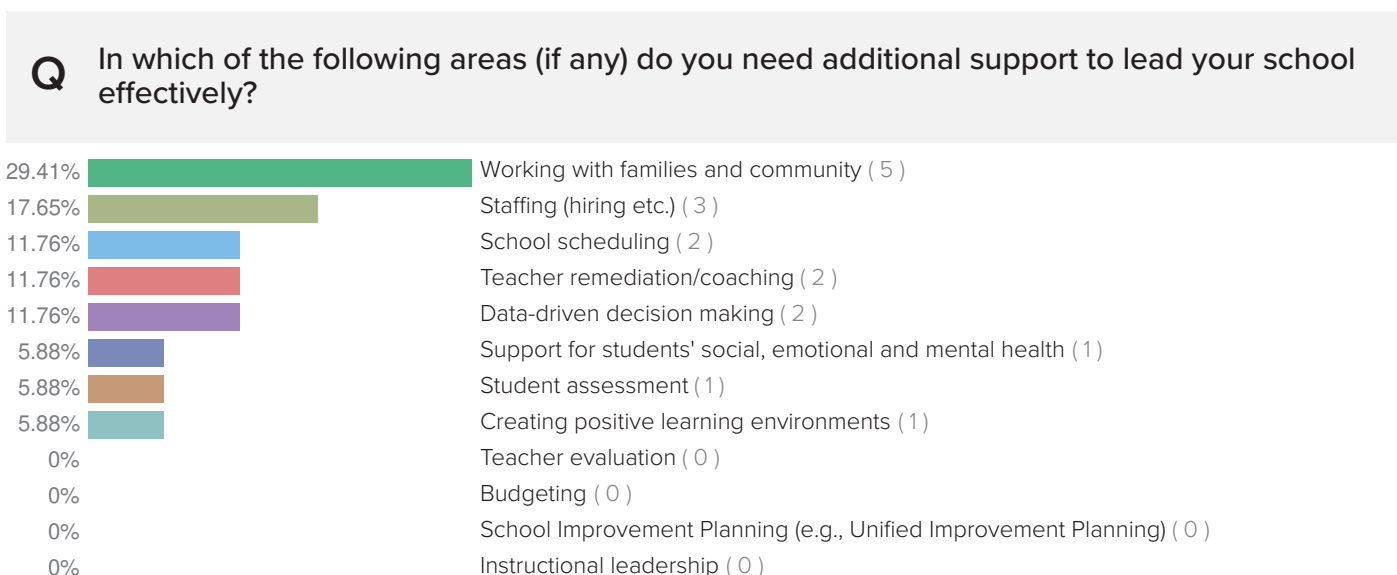 Q In which of the following areas (if any) do you need additional support to lead your school
effectively?
29.41% Working with families and community ( 5 )
17.65% Staffing (hiring etc.) ( 3 )
11.76% School scheduling ( 2 )
11.76% Teacher remediation/coaching ( 2 )
11.76% Data-driven decision making ( 2 )
5.88% Support for students' social, emotional and mental health ( 1 )
5.88% Student assessment ( 1 )
5.88% Creating positive learning environments ( 1 )
0% Teacher evaluation ( 0 )
0% Budgeting ( 0 )
0% School Improvement Planning (e.g., Unified Improvement Planning) ( 0 )
0% Instructional leadership ( 0 )